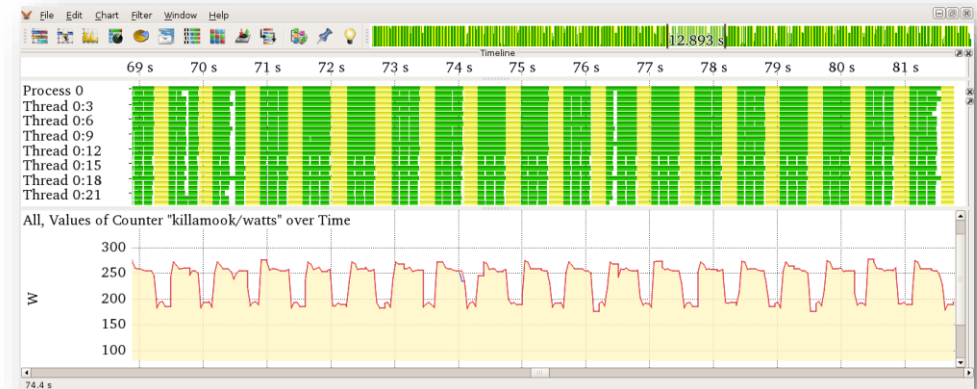 File Edit Chart Filter Window Help
12.893 s
Timeline
69 s 70 s 71 s 72 s 73 s 74 s 75 s 76 s 77 s 78 s 79 s 80 s 81 s
Process 0
Thread 0:3
Thread 0:6
Thread 0:9
Thread 0:12
Thread 0:15
Thread 0:18
Thread 0:21
All, Values of Counter "killamook/watts" over Time
300
250
W 200
150
100
74.4 s